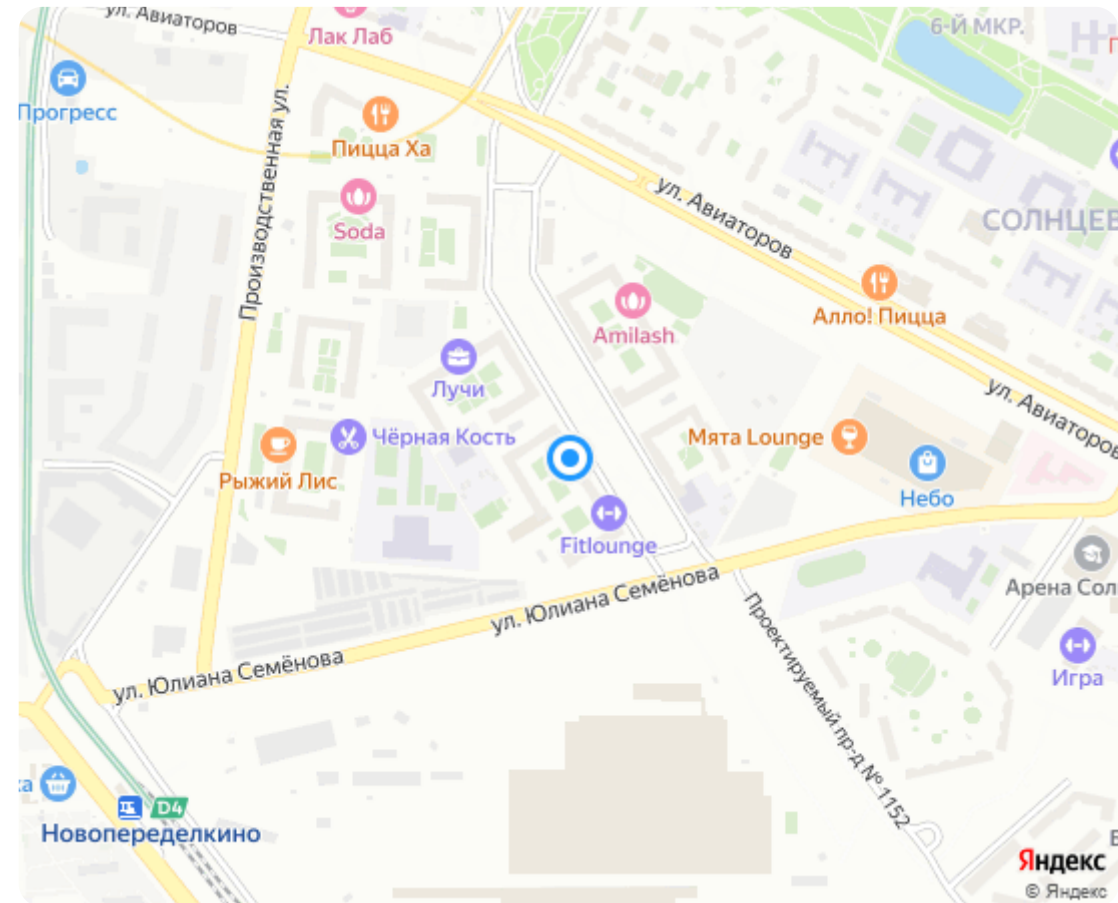 ул. Авиаторов
Лак Лаб
6-Й МКР.
Прогресс
Пицца Ха
Производственная ул.
ул. Авиаторов
Soda
СОЛНЦЕВ
Amilash
Алло! Пицца
Лучи
ул. Авиаторов
Чёрная Кость
Мята Lounge
Рыжий Лис
Небо
Fitlounge
ул. Юлиана Семёнова
Арена Сол
Проектируемый пр-д № 1152
ул. Юлиана Семёнова
Игра
ка
D4
Новопеределкино
Яндекс
© Яндекс